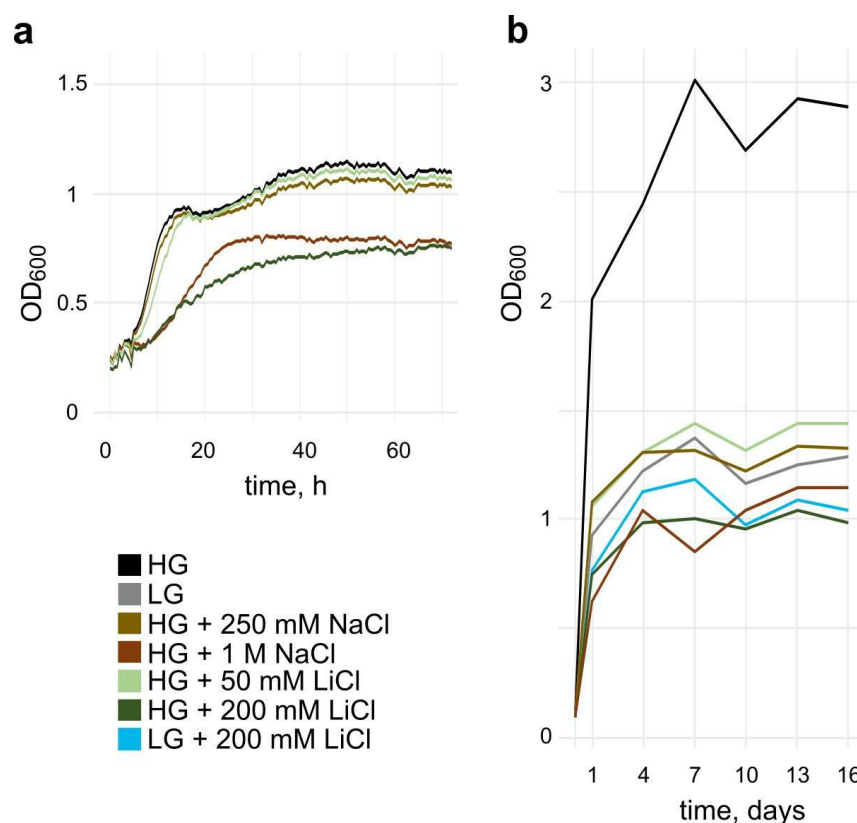 a
1.5
1
0.5
0
OD600
0 20 40 60
time, h
HG
LG
HG + 250 mM NaCl
HG + 1 M NaCl
HG + 50 mM LiCl
HG + 200 mM LiCl
LG + 200 mM LiCl
b
3
2
1
0
OD600
1 4 7 10 13 16
time, days